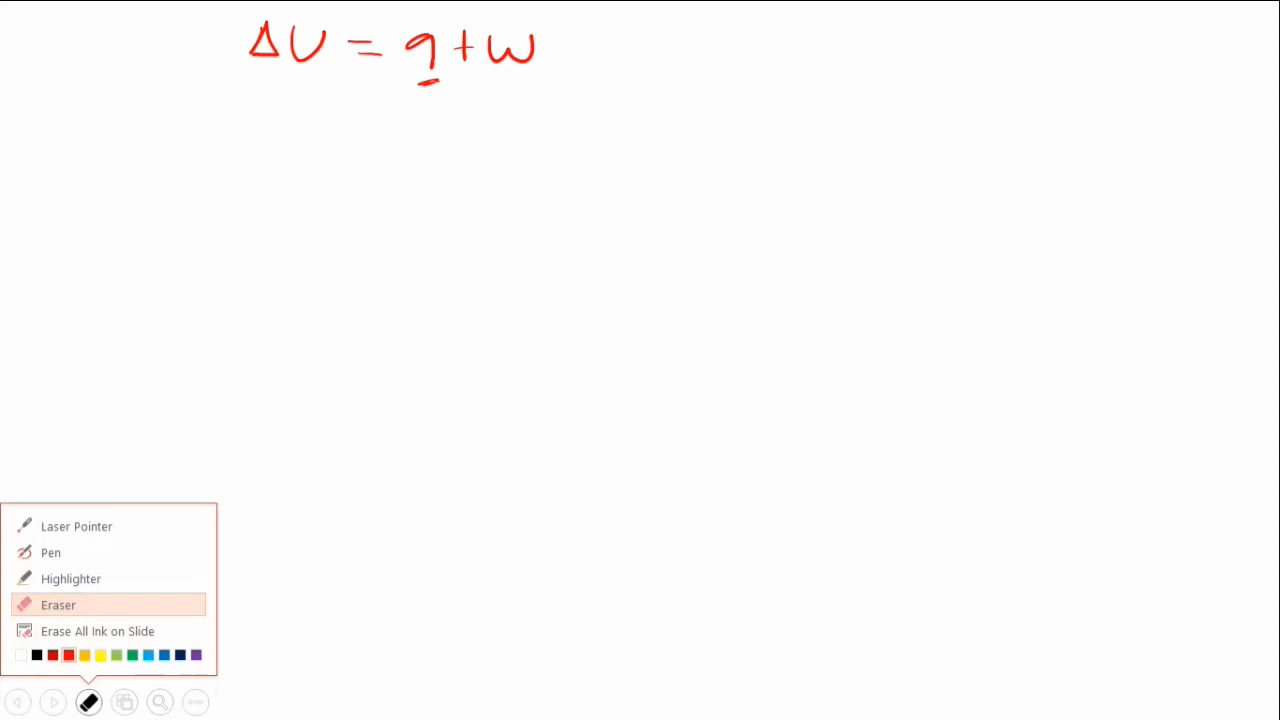 ΔU = q + w
Laser Pointer
Pen
Highlighter
Eraser
Erase All Ink on Slide